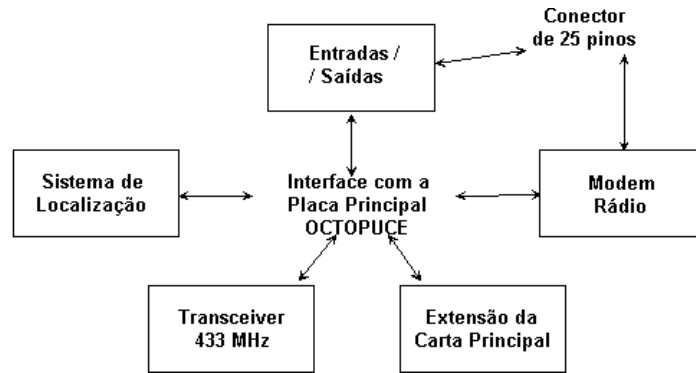 Conector
de 25 pinos
Entradas /
/ Saídas
Sistema de
Localização
Interface com a
Placa Principal
OCTOPUCE
Modem
Rádio
Transceiver
433 MHz
Extensão da
Carta Principal